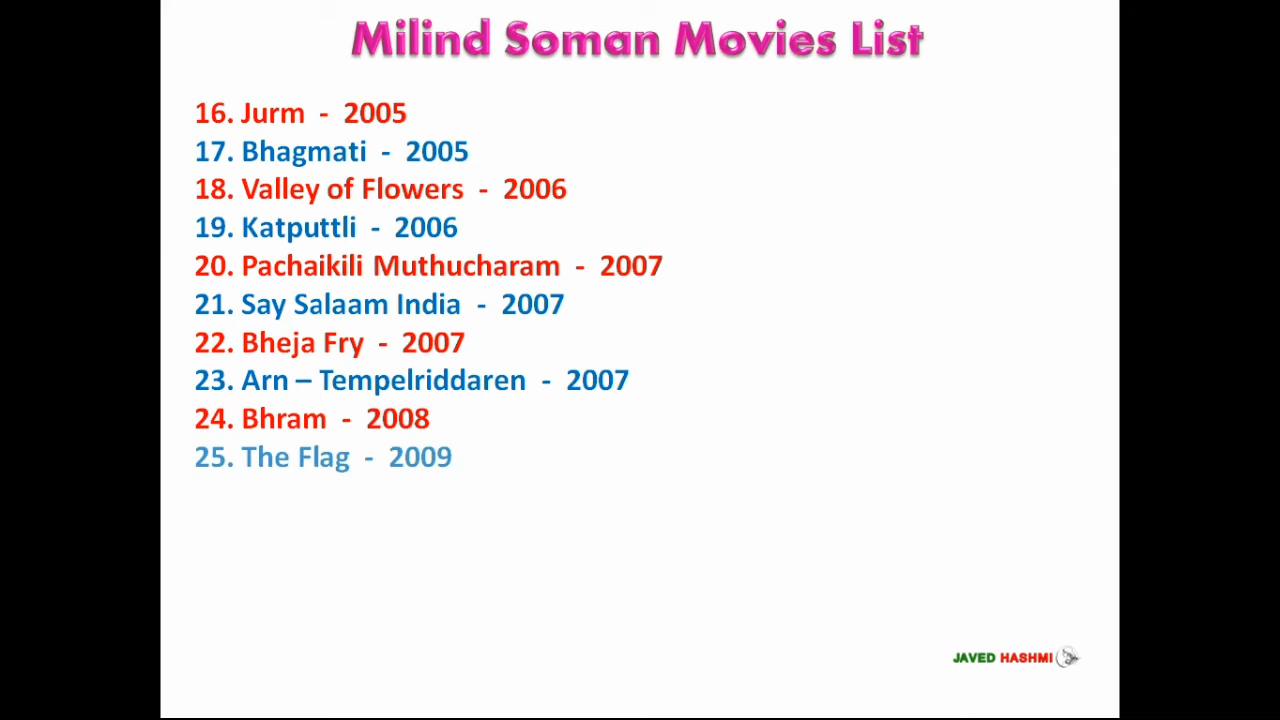 Milind Soman Movies List
16. Jurm - 2005
17. Bhagmati - 2005
18. Valley of Flowers - 2006
19. Katputtli - 2006
20. Pachaikili Muthucharam - 2007
21. Say Salaam India - 2007
22. Bheja Fry - 2007
23. Arn – Tempelriddaren - 2007
24. Bhram - 2008
25. The Flag - 2009
JAVED HASHMI